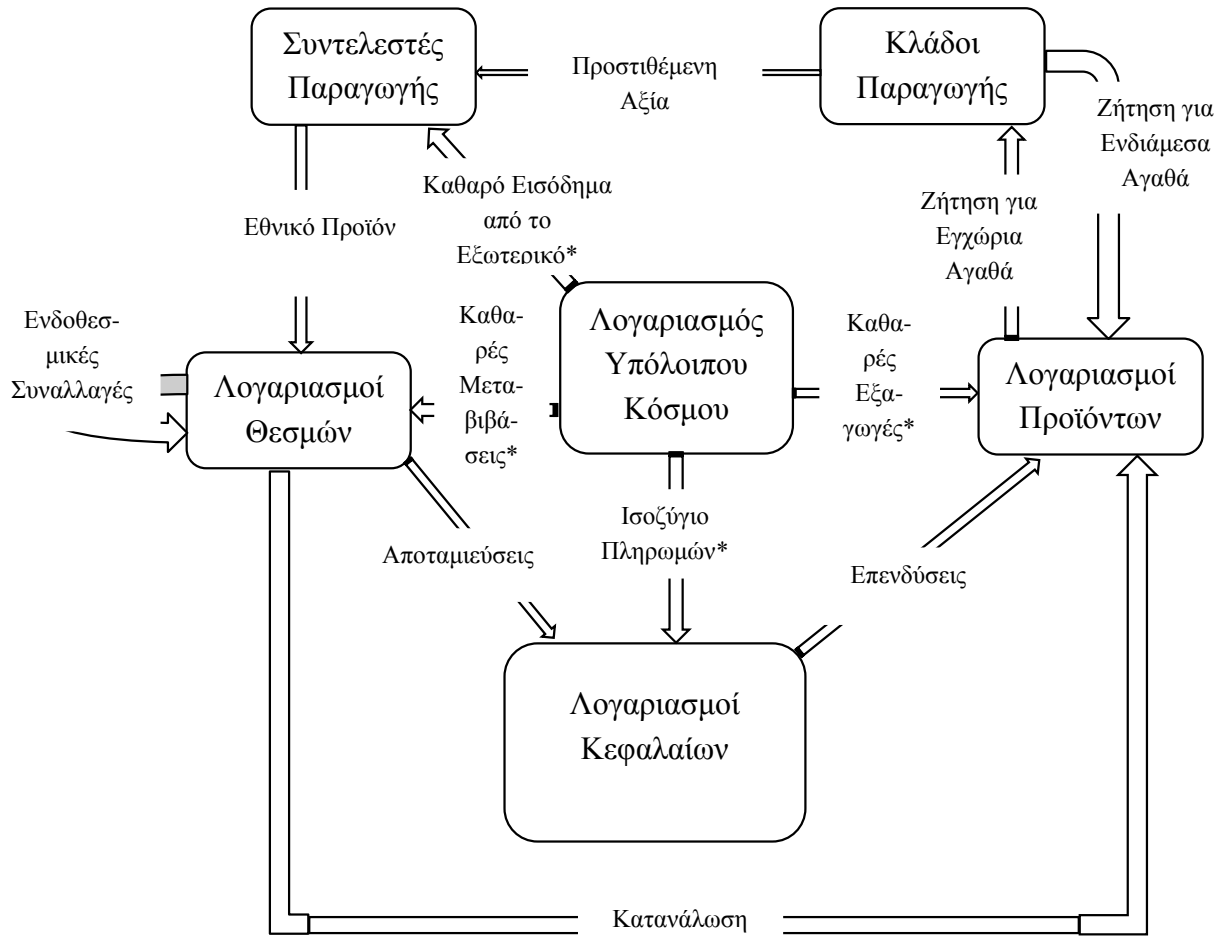 Συντελεστές
Παραγωγής
Προστιθέμενη
Αξία
Κλάδοι
Παραγωγής
Ζήτηση για
Ενδιάμεσα
Αγαθά
Καθαρό Εισόδημα
από το
Εξωτερικό*
Εθνικό Προϊόν
Ζήτηση για
Εγχώρια
Αγαθά
Ενδοθεσ-
μικές
Συναλλαγές
Λογαριασμοί
Θεσμών
Καθα-
ρές
Μετα-
βιβά-
σεις*
Λογαριασμός
Υπόλοιπου
Κόσμου
Καθα-
ρές
Εξα-
γωγές*
Λογαριασμοί
Προϊόντων
Αποταμιεύσεις
Ισοζύγιο
Πληρωμών*
Επενδύσεις
Λογαριασμοί
Κεφαλαίων
Κατανάλωση